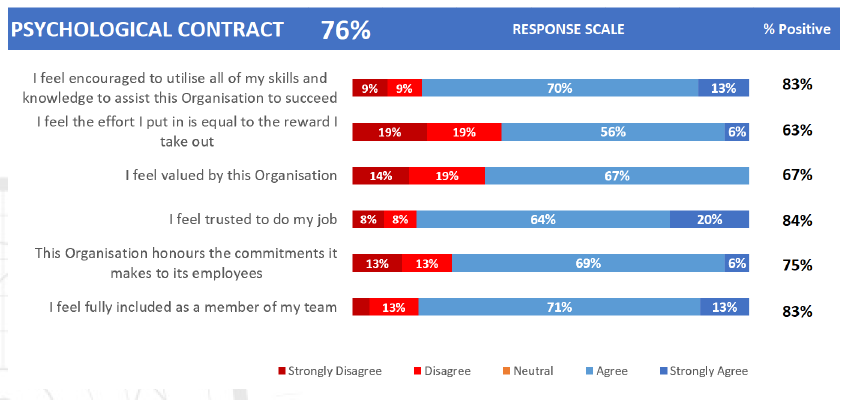 PSYCHOLOGICAL CONTRACT 76% RESPONSE SCALE % Positive
I feel encouraged to utilise all of my skills and
knowledge to assist this Organisation to succeed
9% 9% 70% 13% 83%
I feel the effort I put in is equal to the reward I
take out
19% 19% 56% 6% 63%
I feel valued by this Organisation 14% 19% 67% 67%
I feel trusted to do my job 8% 8% 64% 20% 84%
This Organisation honours the commitments it
makes to its employees
13% 13% 69% 6% 75%
I feel fully included as a member of my team 13% 71% 13% 83%
Strongly Disagree Disagree Neutral Agree Strongly Agree